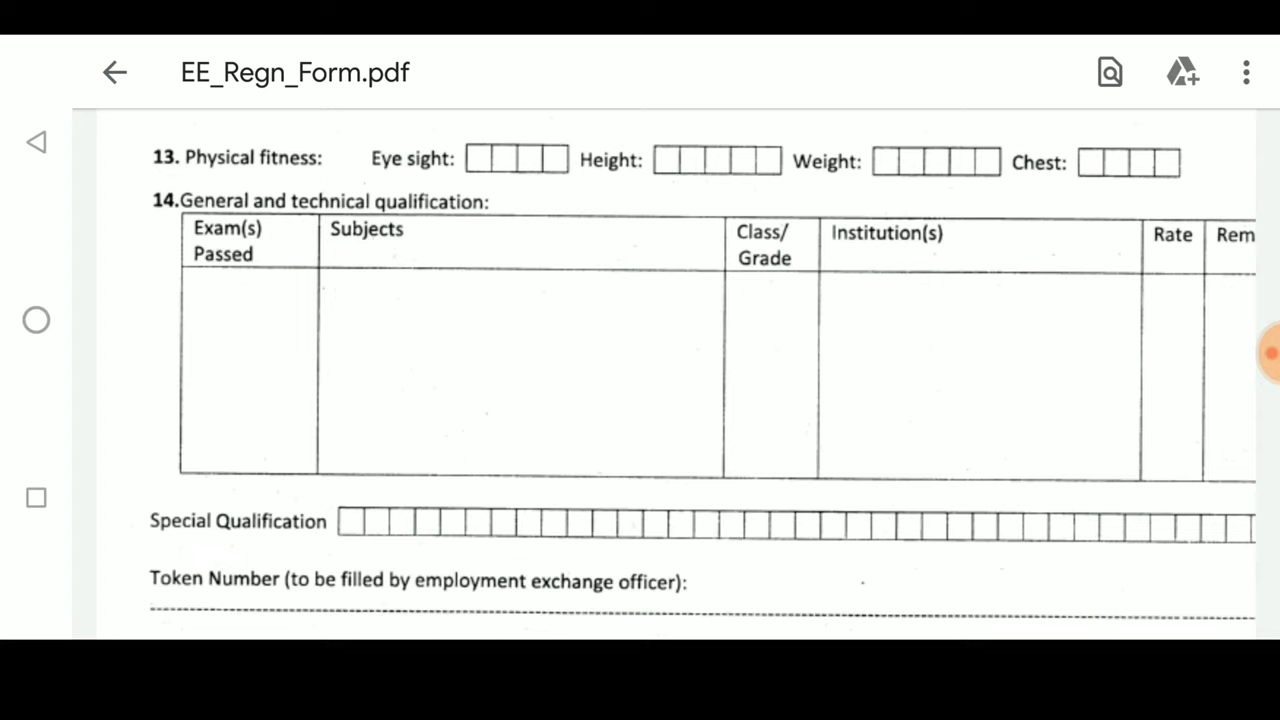 EE_Regn_Form.pdf
13. Physical fitness: Eye sight: Height: Weight: Chest:
14.General and technical qualification:
Exam(s) Passed
Subjects
Class/ Grade
Institution(s)
Rate
Rem
Special Qualification
Token Number (to be filled by employment exchange officer):